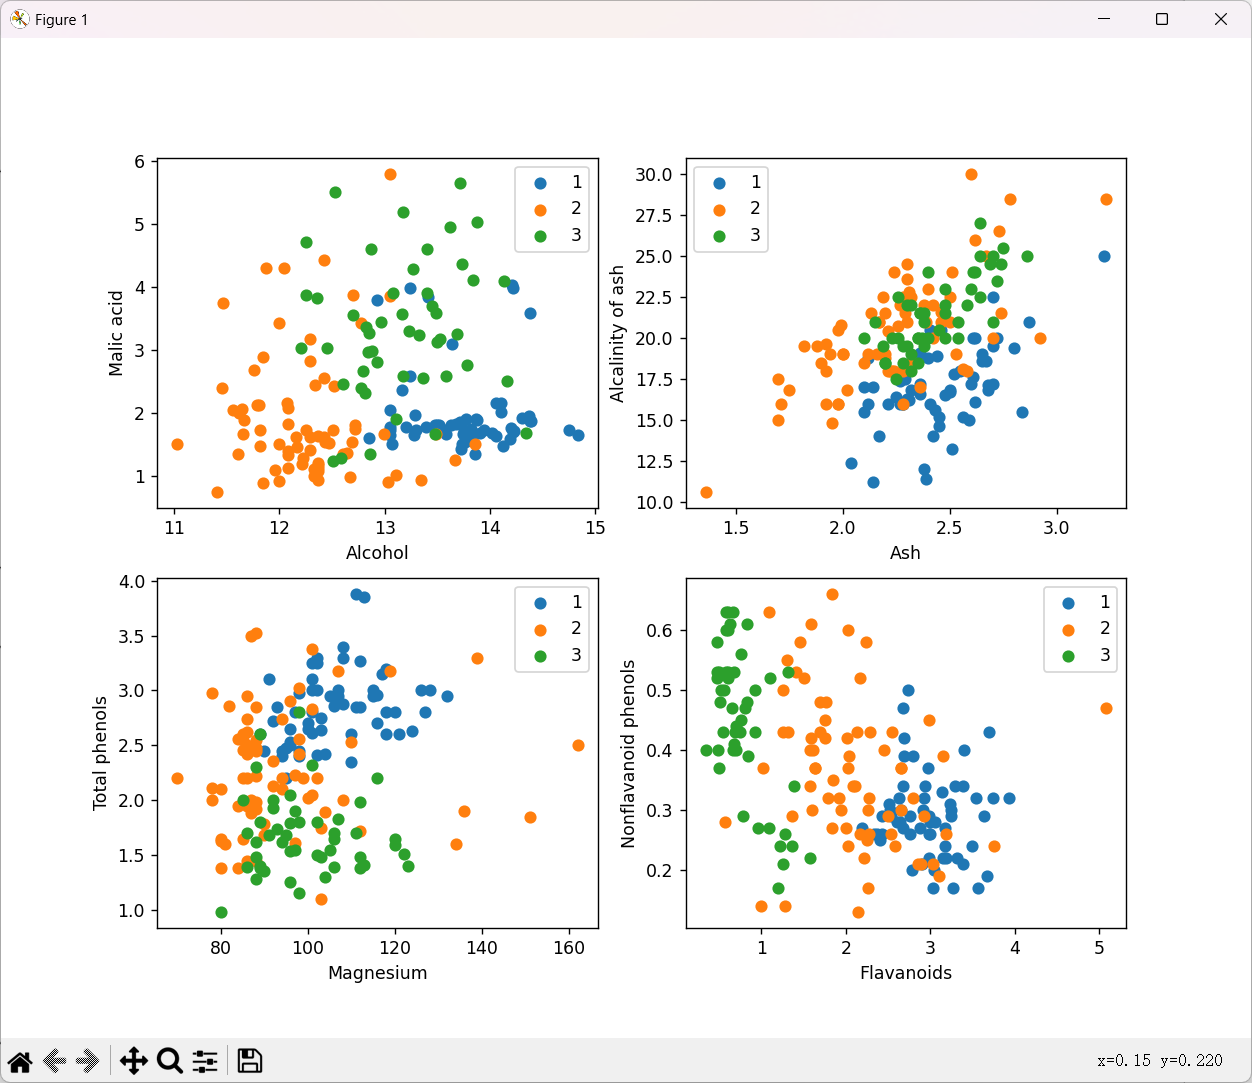 Figure 1
6
5
4
3
2
1
11 12 13 14 15
Alcohol
Malic acid
1
2
3
30.0
27.5
25.0
22.5
20.0
17.5
15.0
12.5
10.0
1.5 2.0 2.5 3.0
Ash
Alcalinity of ash
1
2
3
4.0
3.5
3.0
2.5
2.0
1.5
1.0
80 100 120 140 160
Magnesium
Total phenols
1
2
3
0.6
0.5
0.4
0.3
0.2
1 2 3 4 5
Flavanoids
Nonflavanoid phenols
1
2
3
x=0.15 y=0.220